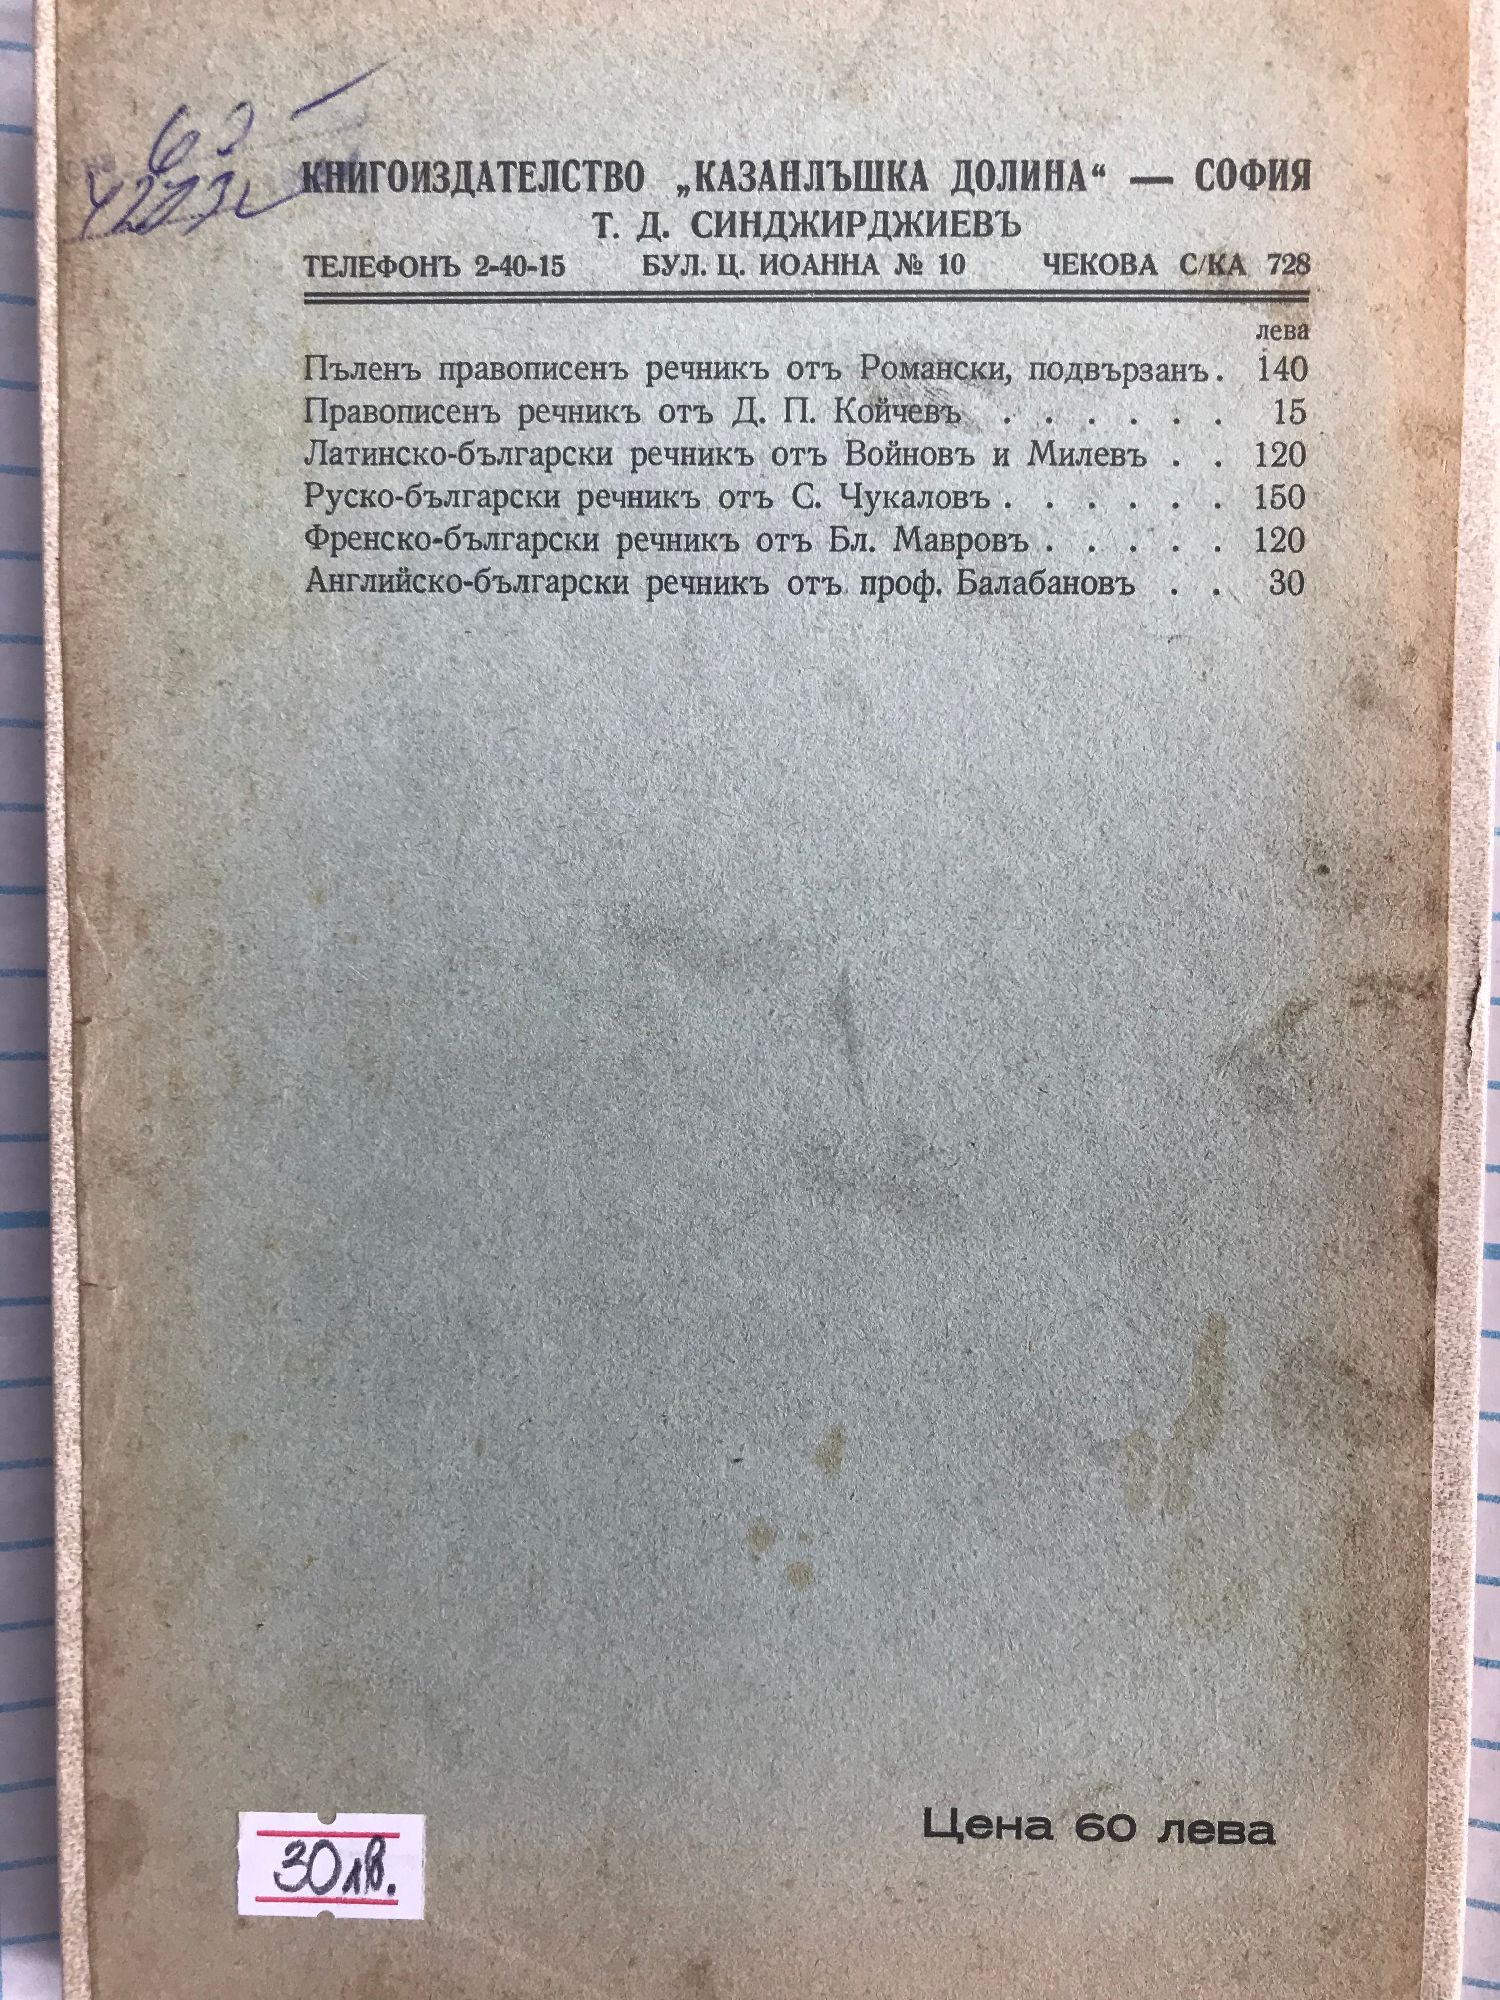 КНИГОИЗДАТЕЛСТВО „КАЗАНЛЪШКА ДОЛИНА“ — СОФИЯ
Т. Д. СИНДЖИРДЖИЕВЪ
ТЕЛЕФОНЪ 2-40-15 БУЛ. Ц. ИОАННА № 10 ЧЕКОВА С/КА 728
лева
Пъленъ правописенъ речникъ отъ Романски, подвързанъ. 140
Правописенъ речникъ отъ Д. П. Койчевъ . . . . . . 15
Латинско-български речникъ отъ Войновъ и Милевъ . . 120
Руско-български речникъ отъ С. Чукаловъ . . . . . . 150
Френско-български речникъ отъ Бл. Мавровъ . . . . . 120
Английско-български речникъ отъ проф. Балабановъ . . 30
Цена 60 лева
30лв.